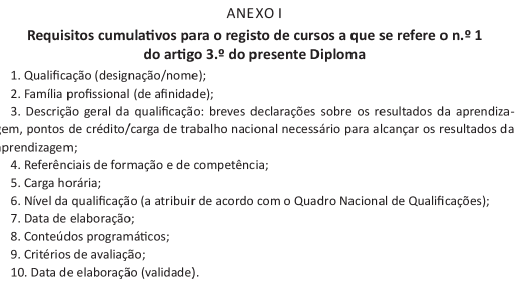 ANEXO I
Requisitos cumulativos para o registo de cursos a que se refere o n.º 1
do artigo 3.º do presente Diploma
1. Qualificação (designação/nome);
2. Família profissional (de afinidade);
3. Descrição geral da qualificação: breves declarações sobre os resultados da aprendiza-
gem, pontos de crédito/carga de trabalho nacional necessário para alcançar os resultados da
aprendizagem;
4. Referênciais de formação e de competência;
5. Carga horária;
6. Nível da qualificação (a atribuir de acordo com o Quadro Nacional de Qualificações);
7. Data de elaboração;
8. Conteúdos programáticos;
9. Critérios de avaliação;
10. Data de elaboração (validade).